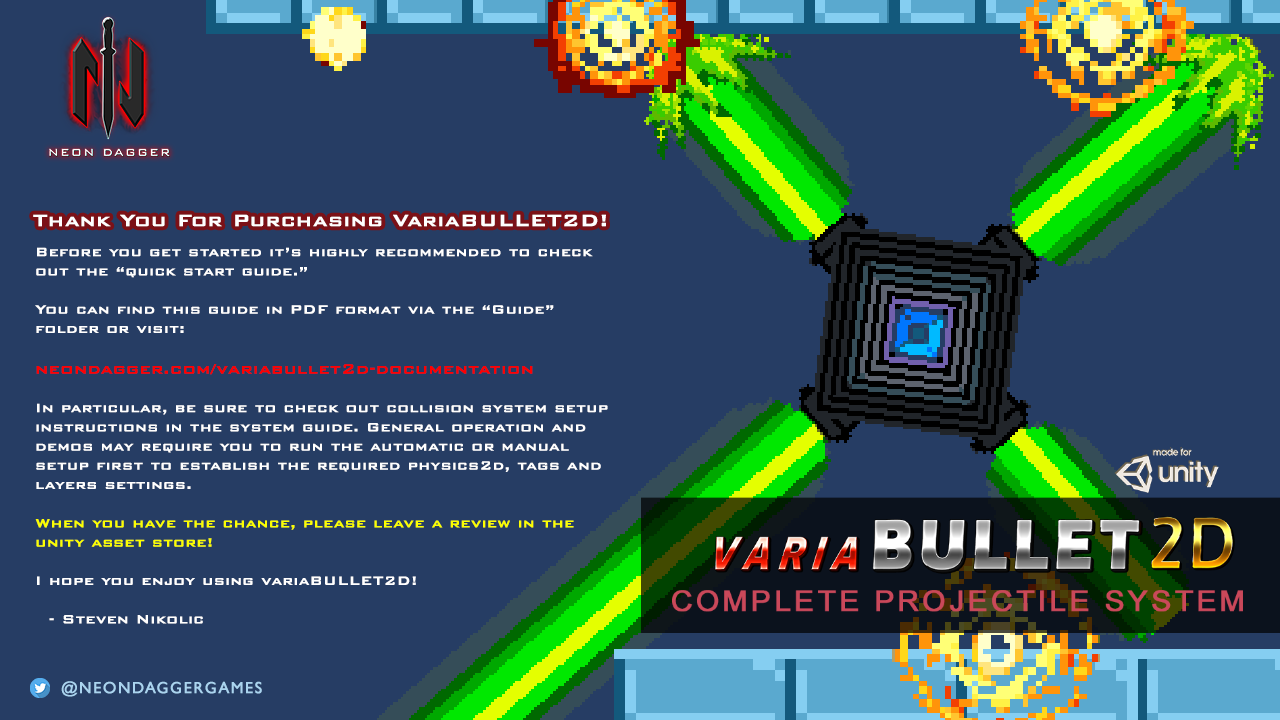 NEON DAGGER
Thank You For Purchasing VariaBULLET2D!
Before you get started it's highly recommended to check
out the “quick start guide.”
You can find this guide in PDF format via the “Guide”
folder or visit:
neondagger.com/variabullet2d-documentation
In particular, be sure to check out collision system setup
instructions in the system guide. General operation and
demos may require you to run the automatic or manual
setup first to establish the required physics2d, tags and
layers settings.
When you have the chance, please leave a review in the
unity asset store!
I hope you enjoy using variaBULLET2D!
- Steven Nikolic
@NEONDAGGERGAMES
made for
unity
VARIA BULLET 2D
COMPLETE PROJECTILE SYSTEM